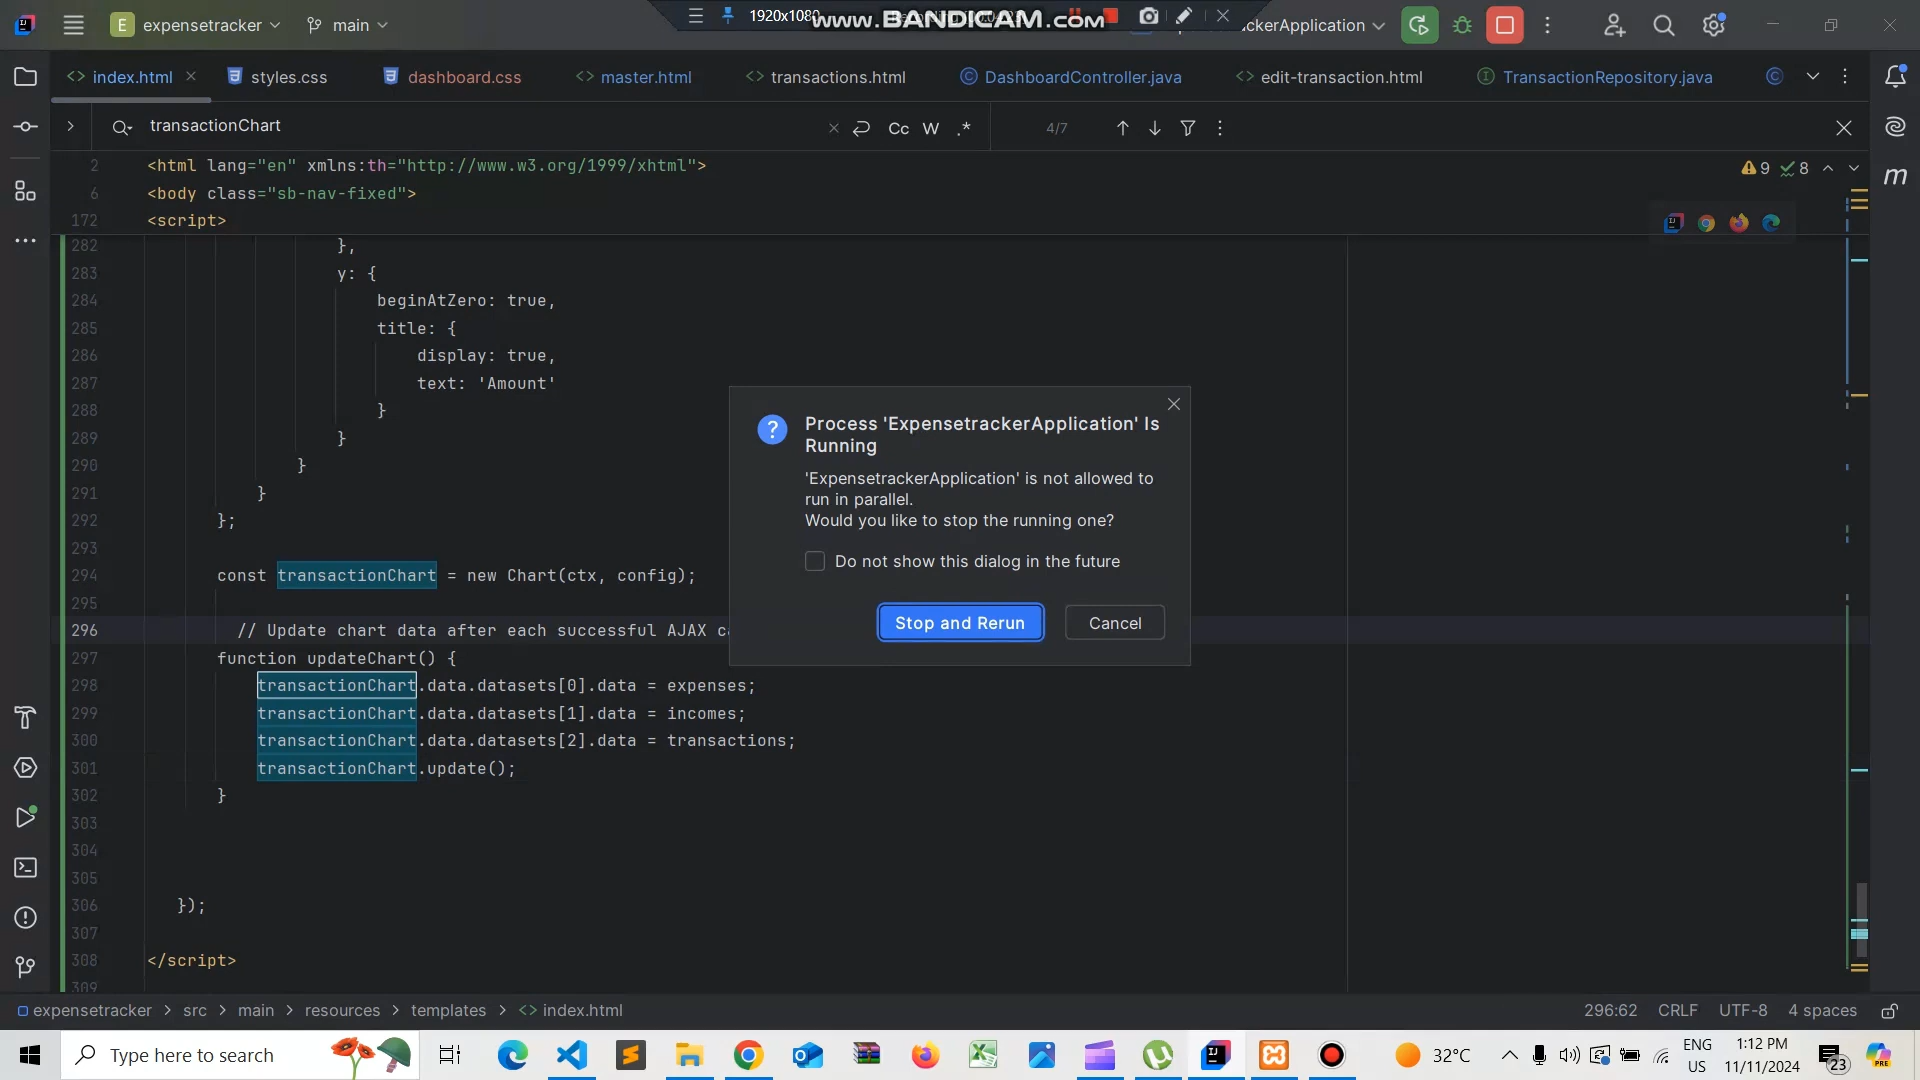 E expensetracker main
1920x1080
www.BANDICAM.com
ckerApplication
index.html styles.css dashboard.css master.html transactions.html DashboardController.java edit-transaction.html TransactionRepository.java
transactionChart Cc W .* 4/7
2 <html lang="en" xmlns:th="http://www.w3.org/1999/xhtml"> 9 8
6 <body class="sb-nav-fixed">
172 <script>
282 },
283 y: {
284 beginAtZero: true,
285 title: {
286 display: true,
287 text: 'Amount'
288 }
289 }
290 }
291 }
292 };
293
294 const transactionChart = new Chart(ctx, config);
295
296 // Update chart data after each successful AJAX
297 function updateChart() {
298 transactionChart.data.datasets[0].data = expenses;
299 transactionChart.data.datasets[1].data = incomes;
300 transactionChart.data.datasets[2].data = transactions;
301 transactionChart.update();
302 }
303
304
305
306 });
307
308 </script>
309
Process 'ExpensetrackerApplication' Is
Running
'ExpensetrackerApplication' is not allowed to
run in parallel.
Would you like to stop the running one?
Do not show this dialog in the future
Stop and Rerun Cancel
expensetracker > src > main > resources > templates > index.html 296:62 CRLF UTF-8 4 spaces
Type here to search 32°C ENG US 1:12 PM 11/11/2024 23